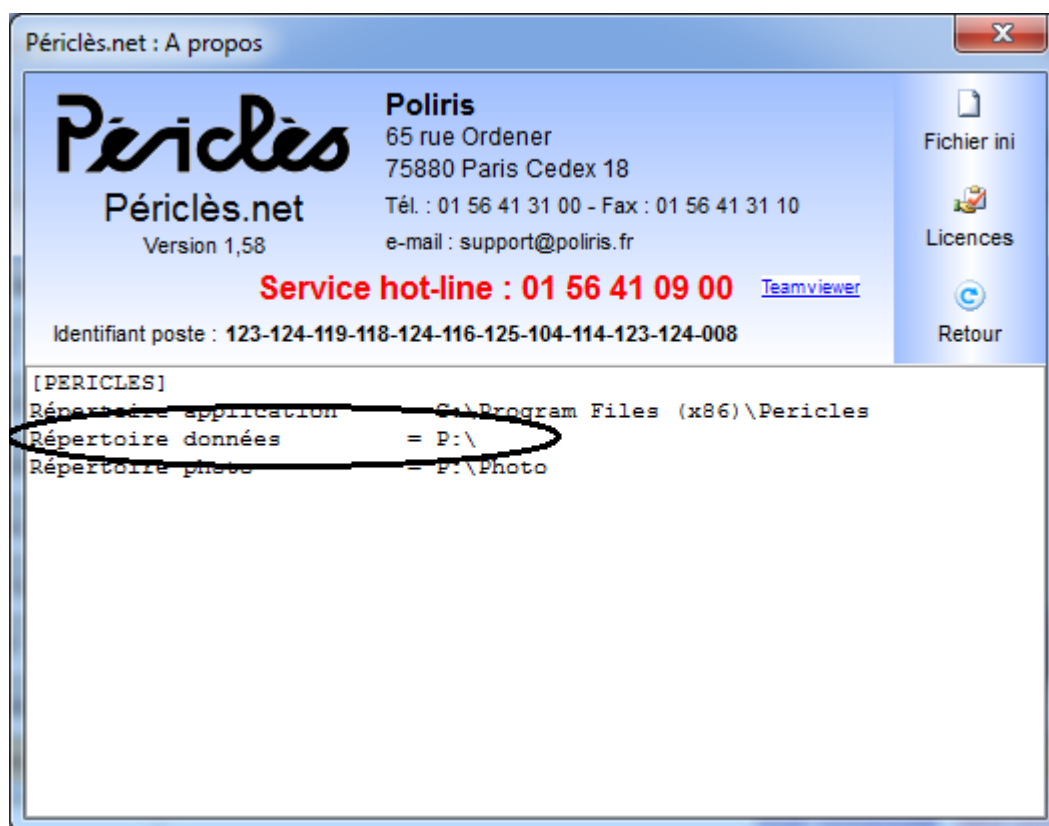 Périclès.net : A propos
Périclès
Périclès.net
Version 1,58
Poliris
65 rue Ordener
75880 Paris Cedex 18
Tél. : 01 56 41 31 00 - Fax : 01 56 41 31 10
e-mail : support@poliris.fr
Service hot-line : 01 56 41 09 00 Teamviewer
Identifiant poste : 123-124-119-118-124-116-125-104-114-123-124-008
Fichier ini
Licences
Retour
[PERICLES]
Répertoire application = C:\Program Files (x86)\Pericles
Répertoire données = P:\
Répertoire photo = P:\Photo